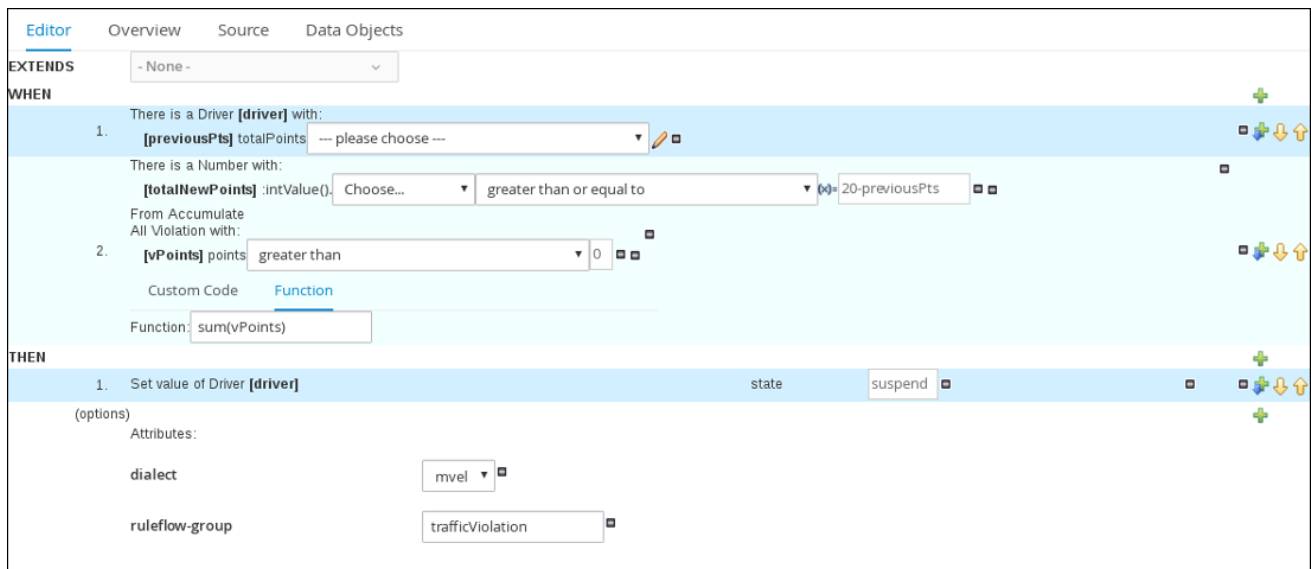 Editor Overview Source Data Objects
EXTENDS - None -
WHEN
There is a Driver [driver] with:
1. [previousPts] totalPoints --- please choose ---
There is a Number with:
[totalNewPoints] :intValue(). Choose... greater than or equal to (x)= 20-previousPts
From Accumulate
All Violation with:
2. [vPoints] points greater than 0
Custom Code Function
Function: sum(vPoints)
THEN
1. Set value of Driver [driver] state suspend
(options)
Attributes:
dialect mvel
ruleflow-group trafficViolation